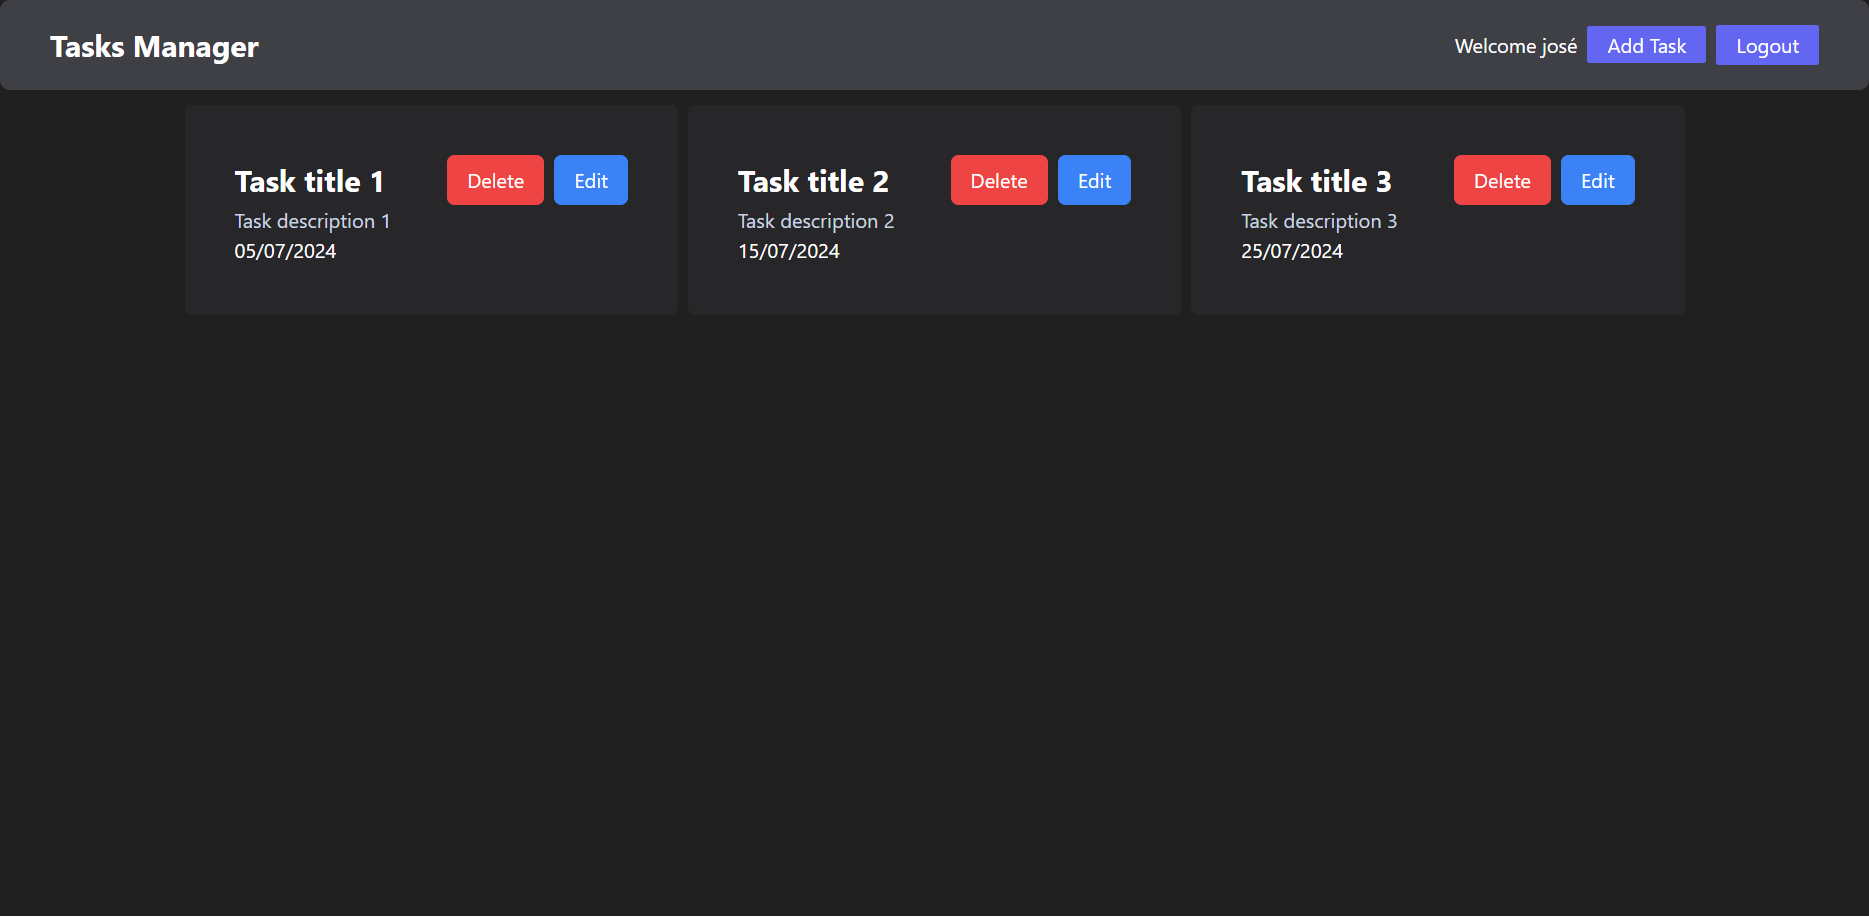 Tasks Manager
Welcome josé Add Task Logout
Task title 1 Delete Edit
Task description 1
05/07/2024
Task title 2 Delete Edit
Task description 2
15/07/2024
Task title 3 Delete Edit
Task description 3
25/07/2024